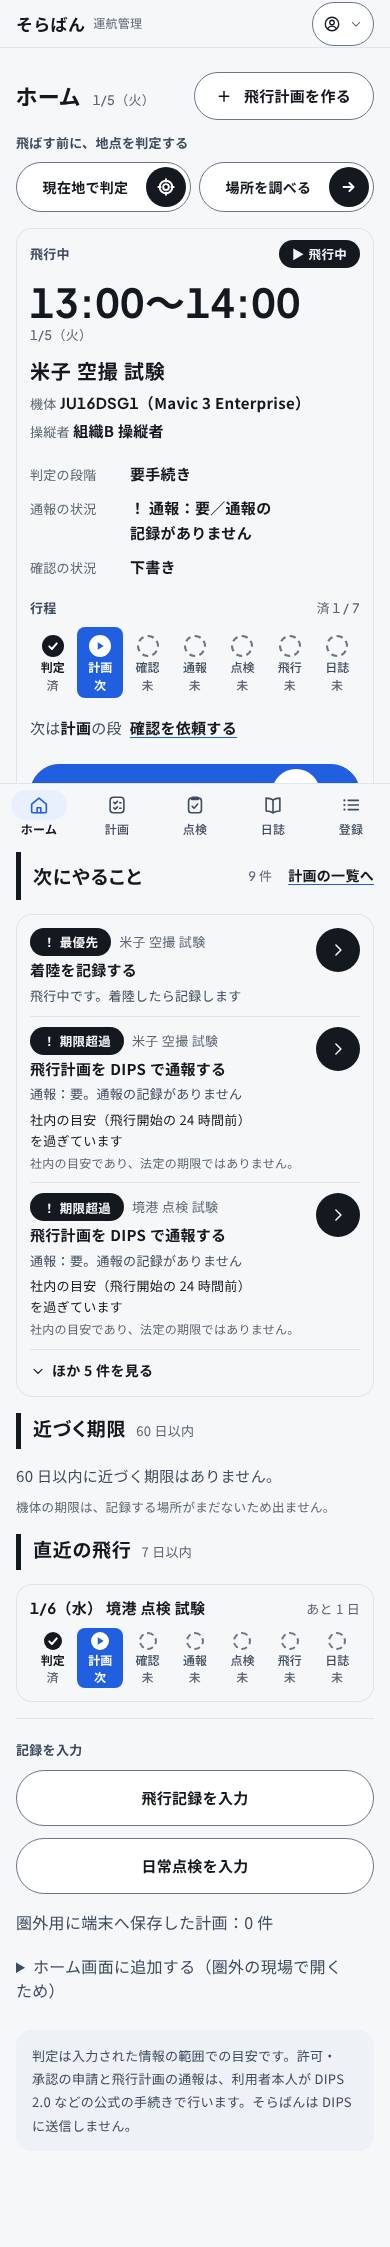 そらばん 運航管理
ホーム 1/5（火）
＋ 飛行計画を作る
飛ばす前に、地点を判定する
現在地で判定
場所を調べる
飛行中
▶ 飛行中
13:00〜14:00
1/5（火）
米子 空撮 試験
機体 JU16DSG1（Mavic 3 Enterprise）
操縦者 組織B 操縦者
判定の段階 要手続き
通報の状況 ！ 通報：要／通報の
記録がありません
確認の状況 下書き
行程 済 1 / 7
判定 計画 確認 通報 点検 飛行 日誌
済 次 未 未 未 未 未
次は計画の段 確認を依頼する
ホーム 計画 点検 日誌 登録
次にやること 9 件 計画の一覧へ
！ 最優先 米子 空撮 試験
着陸を記録する
飛行中です。着陸したら記録します
！ 期限超過 米子 空撮 試験
飛行計画を DIPS で通報する
通報：要。通報の記録がありません
社内の目安（飛行開始の 24 時間前）
を過ぎています
社内の目安であり、法定の期限ではありません。
！ 期限超過 境港 点検 試験
飛行計画を DIPS で通報する
通報：要。通報の記録がありません
社内の目安（飛行開始の 24 時間前）
を過ぎています
社内の目安であり、法定の期限ではありません。
ほか 5 件を見る
近づく期限 60 日以内
60 日以内に近づく期限はありません。
機体の期限は、記録する場所がまだないため出ません。
直近の飛行 7 日以内
1/6（水） 境港 点検 試験 あと 1 日
判定 計画 確認 通報 点検 飛行 日誌
済 次 未 未 未 未 未
記録を入力
飛行記録を入力
日常点検を入力
圏外用に端末へ保存した計画：0 件
▶ ホーム画面に追加する（圏外の現場で開く
ため）
判定は入力された情報の範囲での目安です。許可・
承認の申請と飛行計画の通報は、利用者本人が DIPS
2.0 などの公式の手続きで行います。そらばんは DIPS
に送信しません。